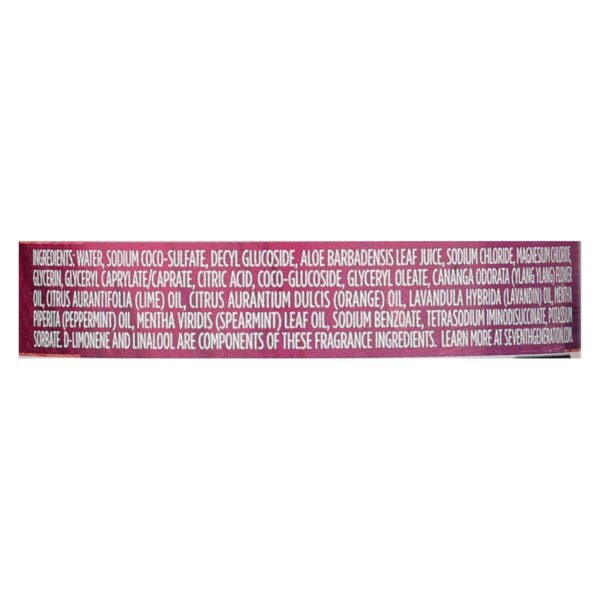 INGREDIENTS: WATER, SODIUM COCO-SULFATE, DECYL GLUCOSIDE, ALOE BARBADENSIS LEAF JUICE, SODIUM CHLORIDE, MAGNESIUM CHLORIDE,
GLYCERIN, GLYCERYL CAPRYLATE/CAPRATE, CITRIC ACID, COCO-GLUCOSIDE, GLYCERYL OLEATE, CANANGA ODORATA (YLANG YLANG) FLOWER
OIL, CITRUS AURANTIFOLIA (LIME) OIL, CITRUS AURANTIUM DULCIS (ORANGE) OIL, LAVANDULA HYBRIDA (LAVANDIN) OIL, MENTHA
PIPERITA (PEPPERMINT) OIL, MENTHA VIRIDIS (SPEARMINT) LEAF OIL, SODIUM BENZOATE, TETRASODIUM IMINODISUCCINATE, POTASSIUM
SORBATE. D-LIMONENE AND LINALOOL ARE COMPONENTS OF THESE FRAGRANCE INGREDIENTS. LEARN MORE AT SEVENTHGENERATION.COM